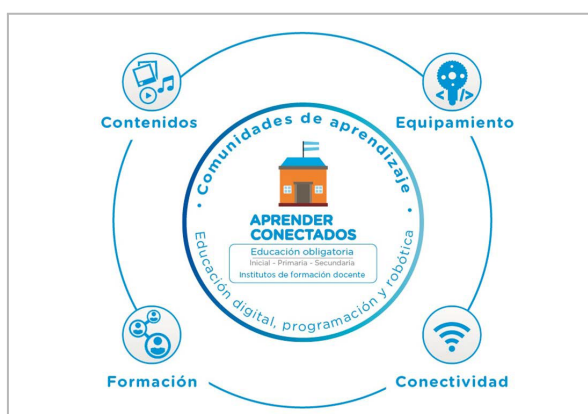 Contenidos
Equipamiento
• Comunidades de aprendizaje •
APRENDER
CONECTADOS
Educación obligatoria
Inicial - Primaria - Secundaria
Institutos de formación docente
Educación digital, programación y robótica
Formación
Conectividad